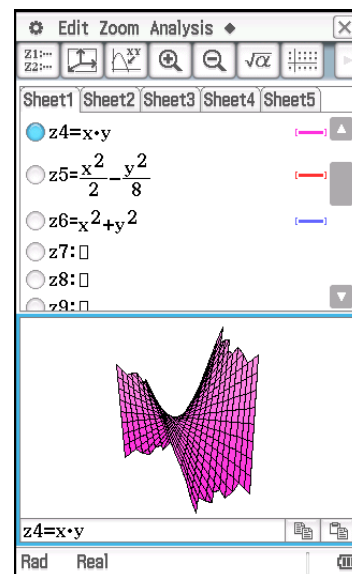 Edit Zoom Analysis
Z1:… Z2:… XY √α
Sheet1 Sheet2 Sheet3 Sheet4 Sheet5
z4=x·y
z5=x²/2-y²/8
z6=x²+y²
z7:▯
z8:▯
z9:▯
z4=x·y
Rad Real